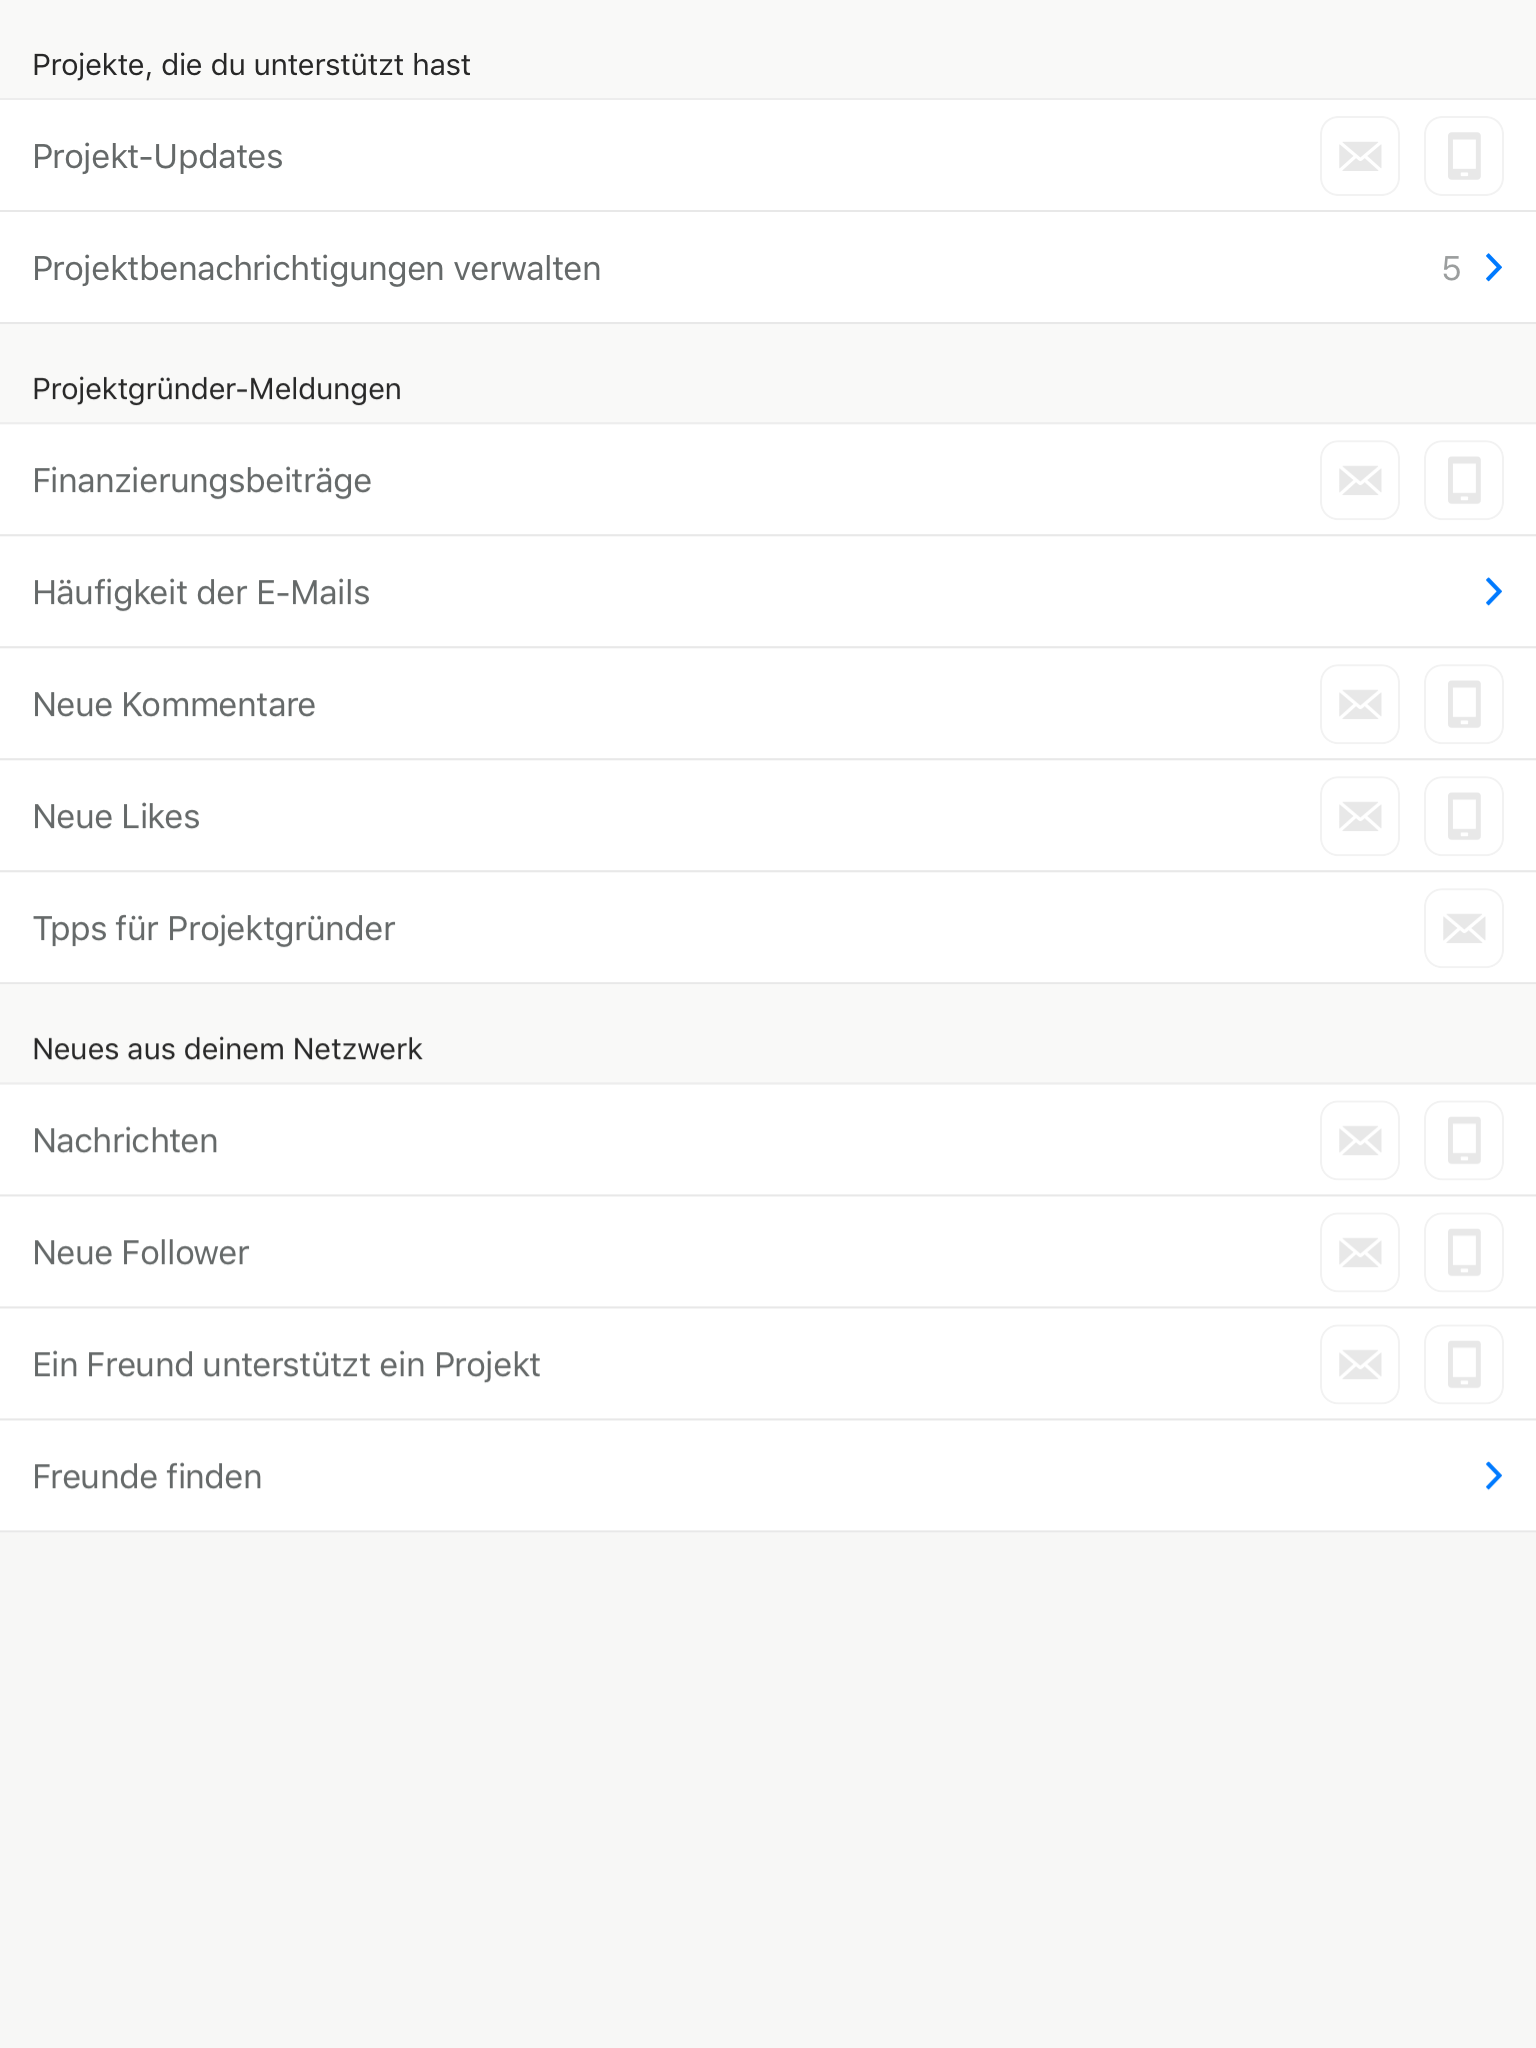 Projekte, die du unterstützt hast
Projekt-Updates
Projektbenachrichtigungen verwalten 5
Projektgründer-Meldungen
Finanzierungsbeiträge
Häufigkeit der E-Mails
Neue Kommentare
Neue Likes
Tpps für Projektgründer
Neues aus deinem Netzwerk
Nachrichten
Neue Follower
Ein Freund unterstützt ein Projekt
Freunde finden